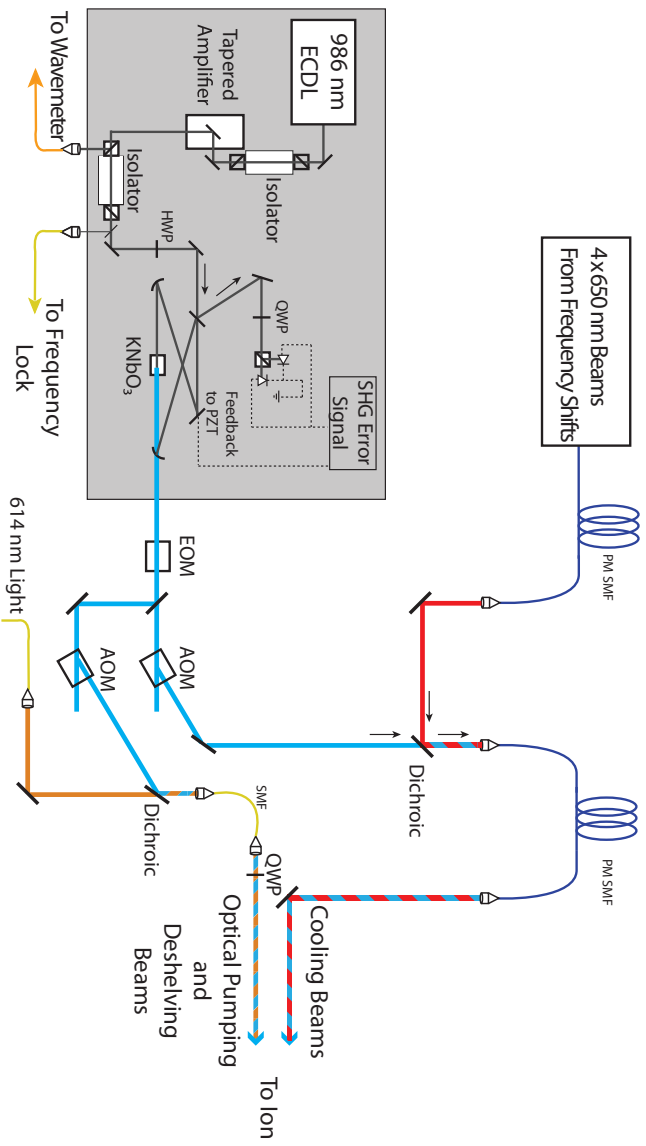 986 nm
ECDL
Tapered
Amplifier
Isolator
Isolator
To Wavemeter
To Frequency
Lock
HWP
QWP
KNbO3
Feedback
to PZT
SHG Error
Signal
4x650 nm Beams
From Frequency Shifts
PM SMF
PM SMF
EOM
AOM
AOM
614 nm Light
Dichroic
Dichroic
SMF
QWP
Cooling Beams
Optical Pumping
and
Deshelving
Beams
To Ion